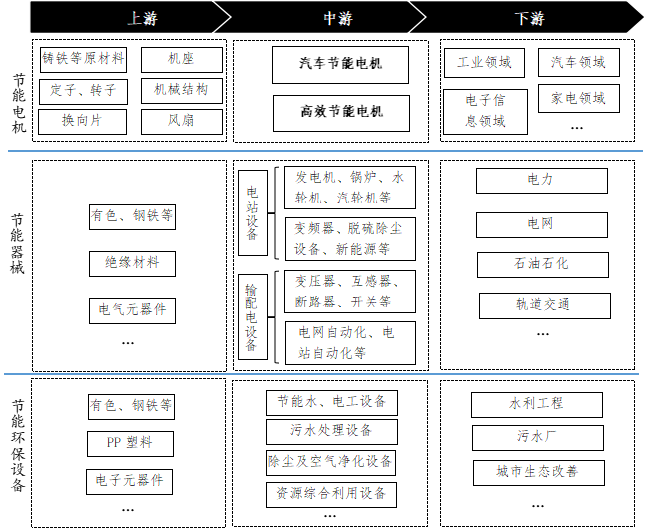 上游
中游
下游
节能电机
铸铁等原材料
机座
定子、转子
机械结构
换向片
风扇
汽车节能电机
高效节能电机
工业领域
汽车领域
电子信
息领域
家电领域
...
节能器械
有色、钢铁等
绝缘材料
电气元器件
...
电站设备
发电机、锅炉、水
轮机、汽轮机等
变频器、脱硫除尘
设备、新能源等
输配电设备
变压器、互感器、
断路器、开关等
电网自动化、电
站自动化等
电力
电网
石油石化
轨道交通
...
节能环保设备
有色、钢铁等
PP 塑料
电子元器件
...
节能水、电工设备
污水处理设备
除尘及空气净化设备
资源综合利用设备
...
水利工程
污水厂
城市生态改善
...